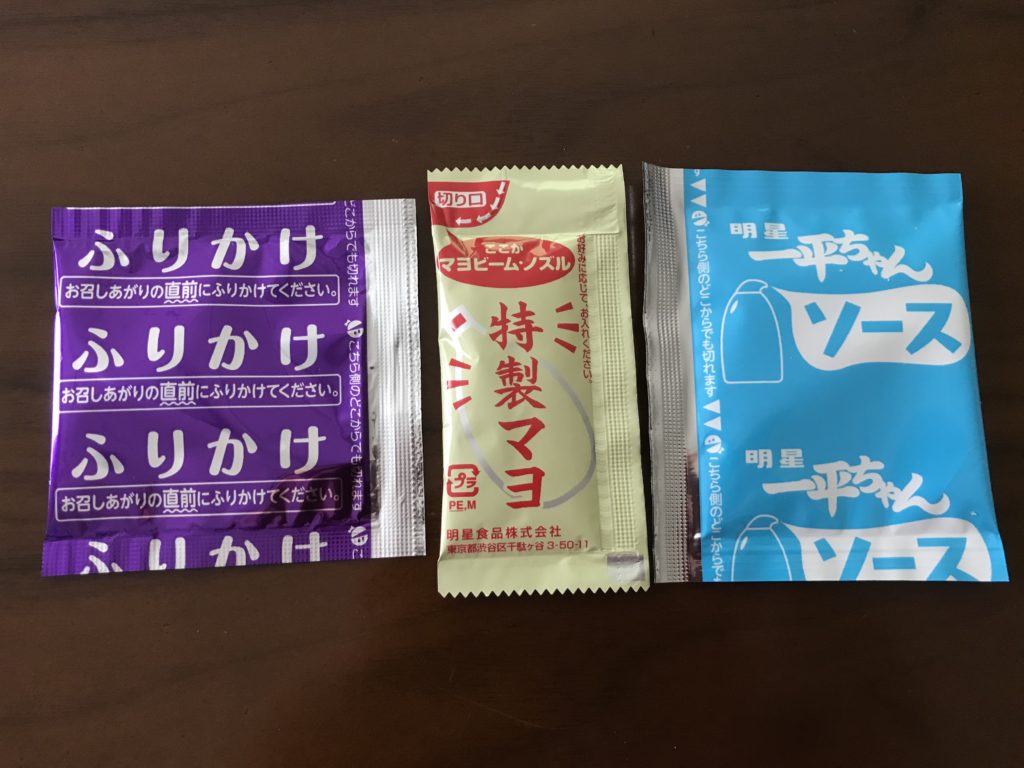 ふりかけ
お召しあがりの直前にふりかけてください。
ふりかけ
お召しあがりの直前にふりかけてください。
ふりかけ
お召しあがりの直前にふりかけてください。
ふりかけ
どこからでも切れます
こちら側のどこからでも切れます
切り口
ここが
マヨビーム・ノズル
お好みに応じて、お入れください。
特製マヨ
プラ
PE,M
明星食品株式会社
東京都渋谷区千駄ヶ谷 3-50-11
こちら側のどこからでも切れます
こちら側のどこからで
明星
一平ちゃん
ソース
明星
一平ちゃん
ソース